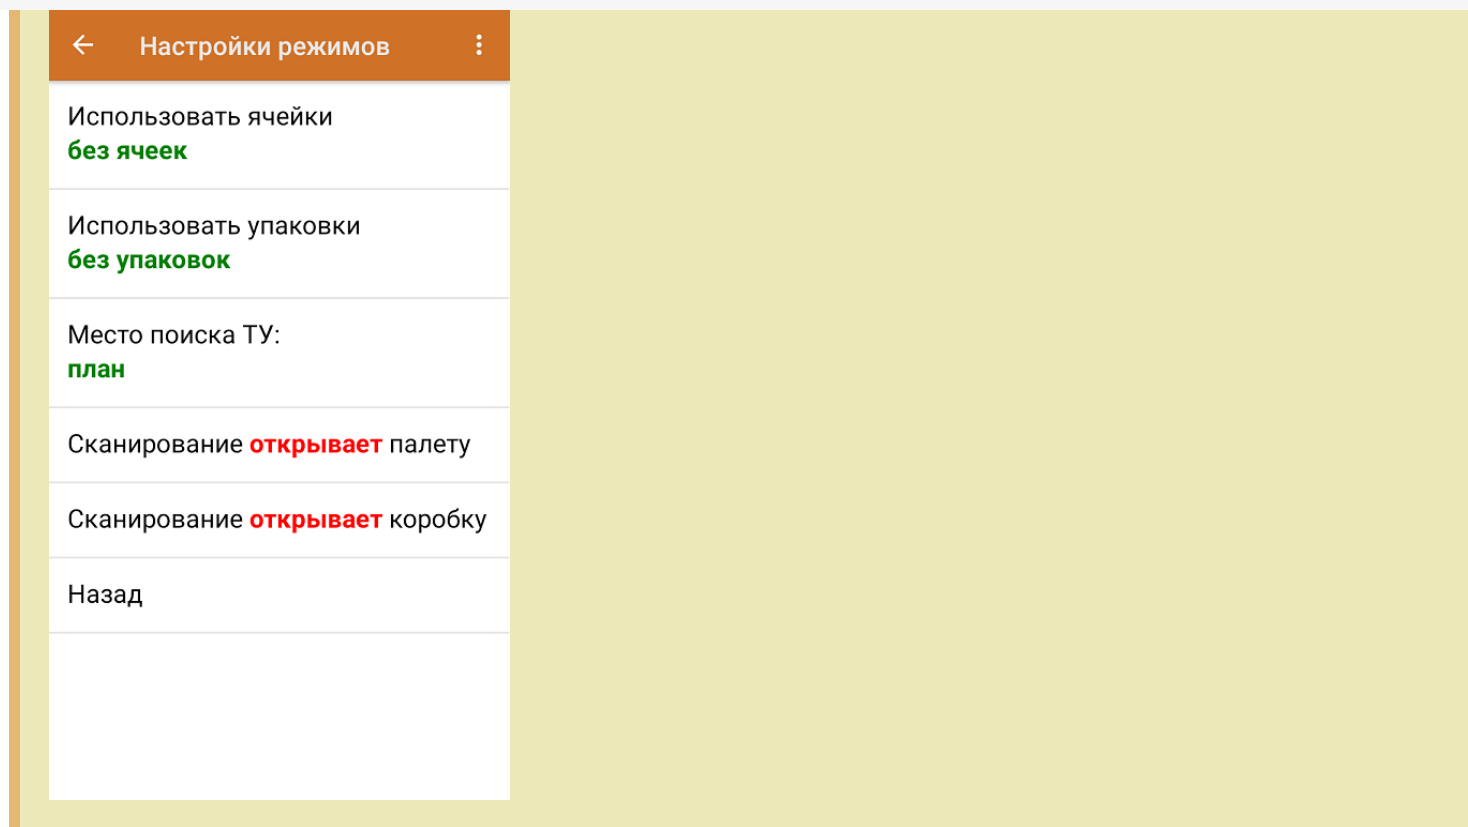 Настройки режимов
Использовать ячейки
без ячеек
Использовать упаковки
без упаковок
Место поиска ТУ:
план
Сканирование открывает палету
Сканирование открывает коробку
Назад